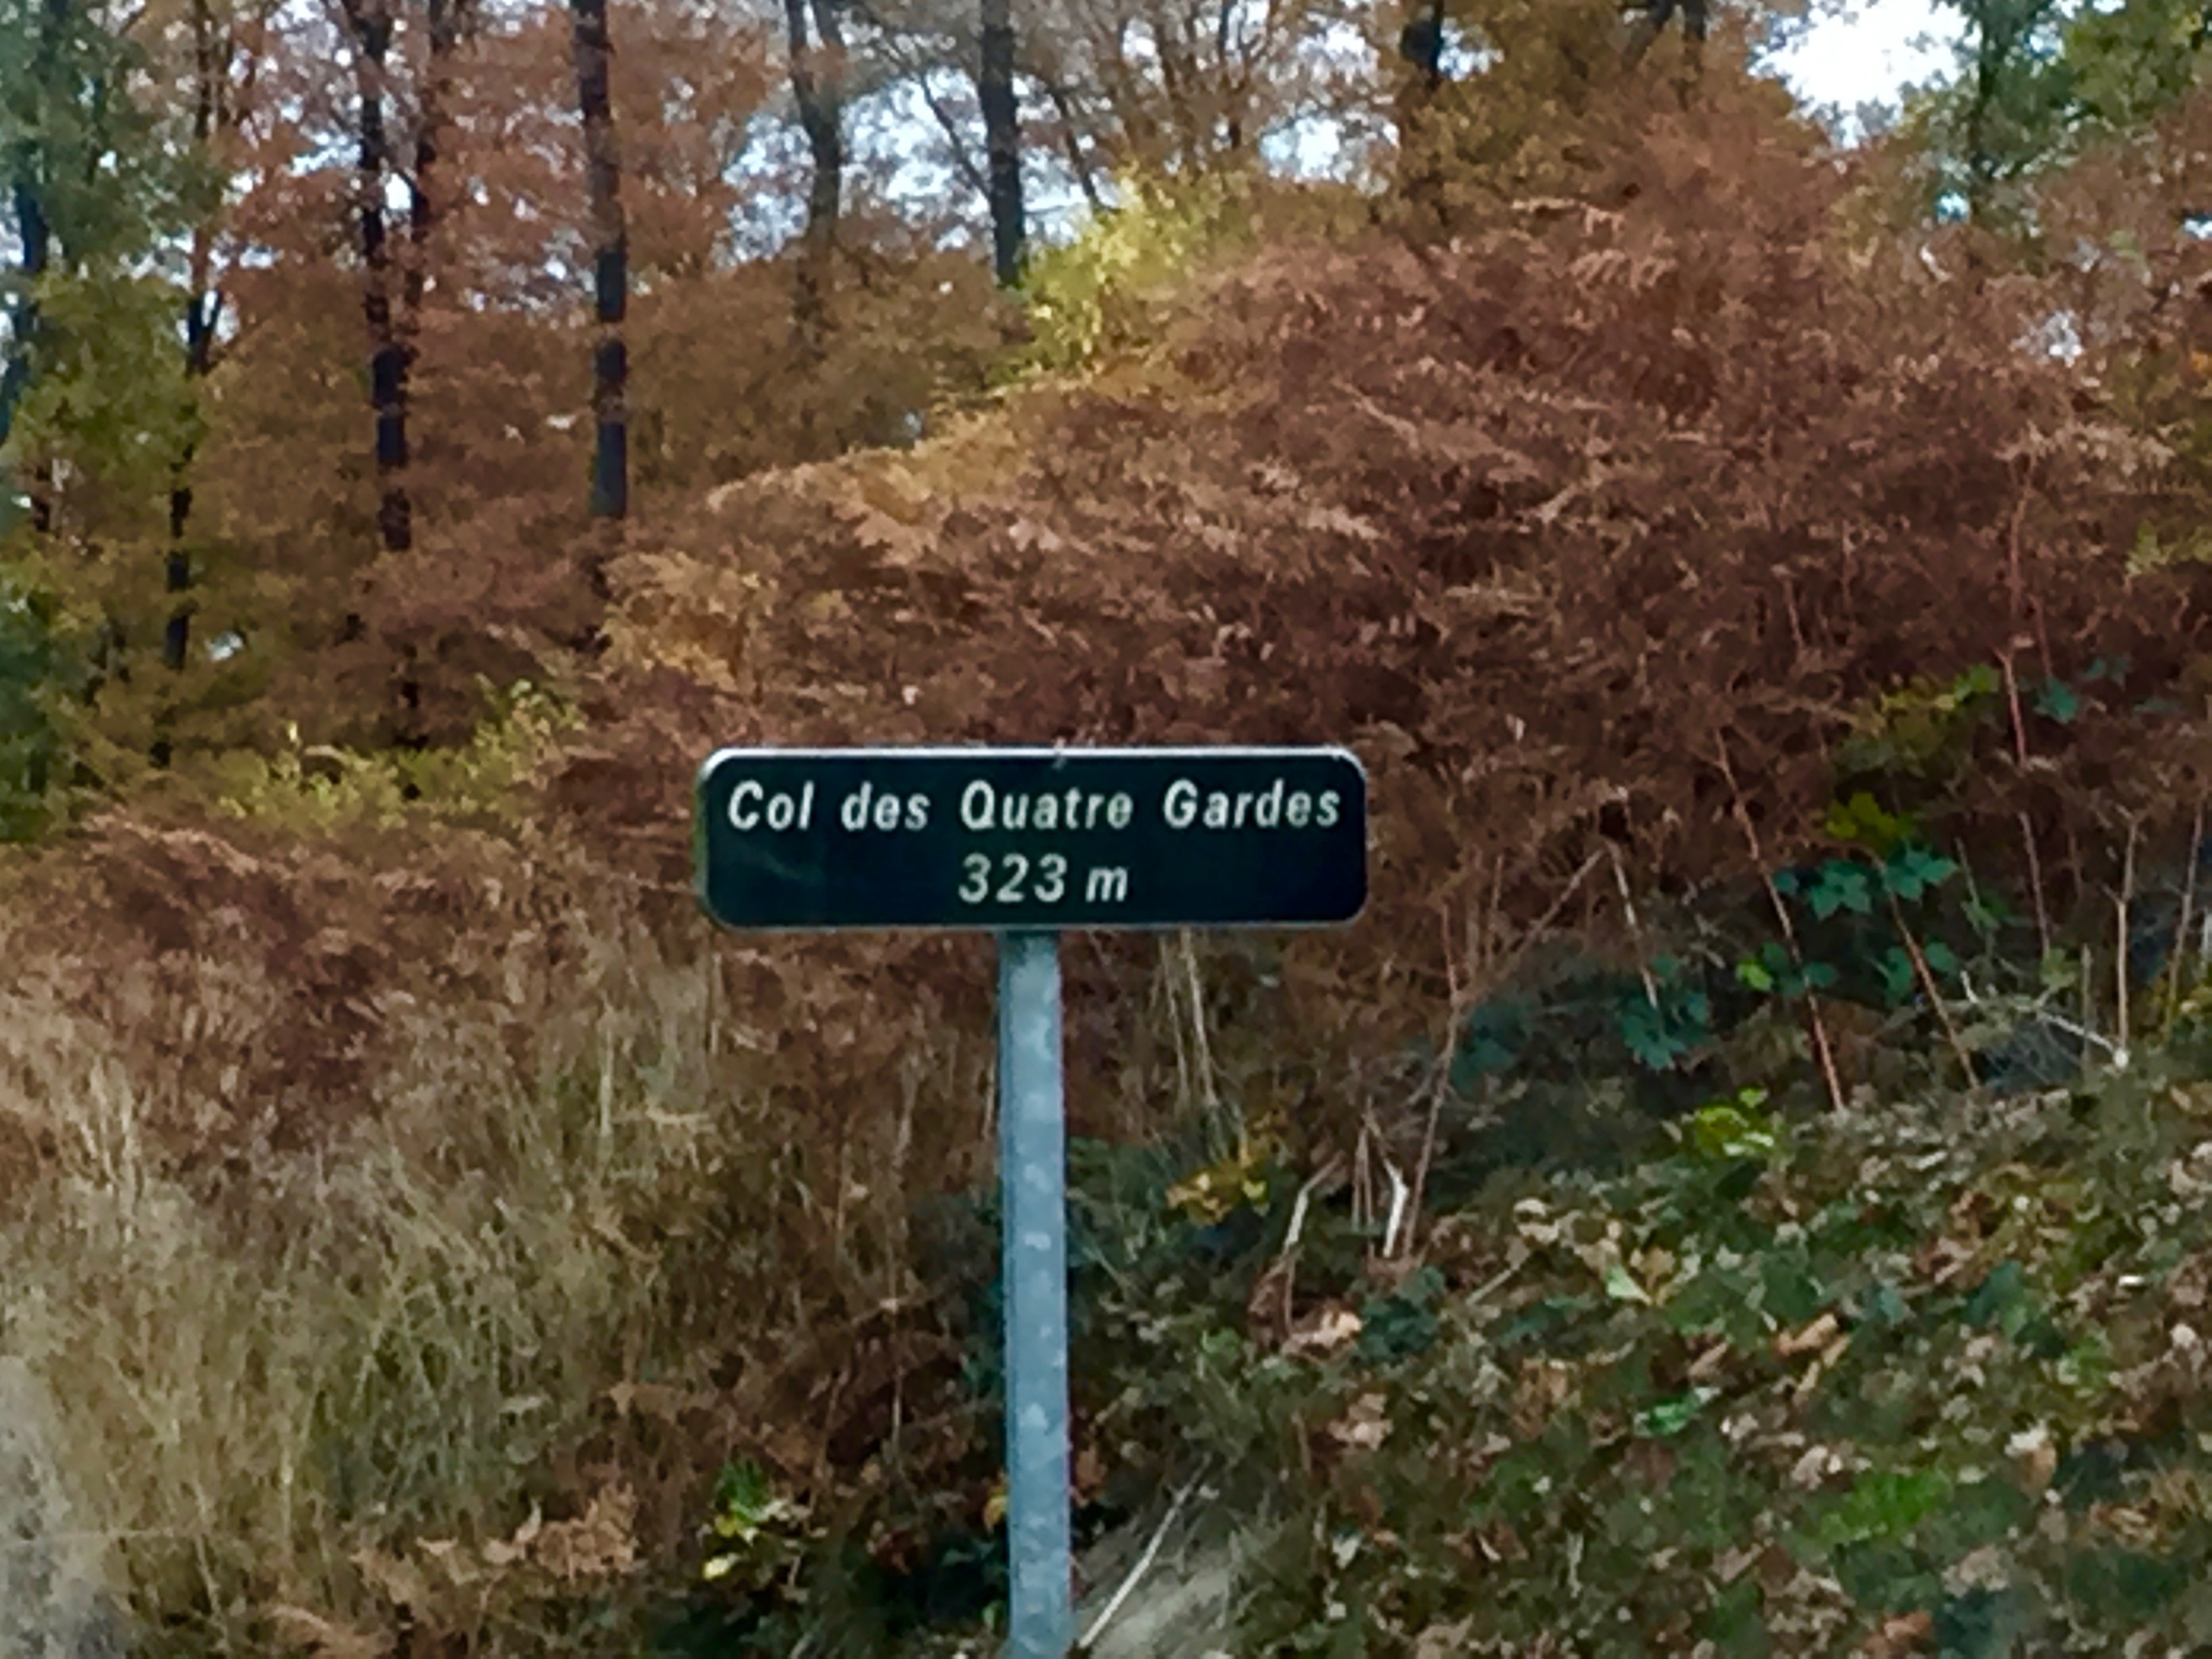 Col des Quatre Gardes
323 m